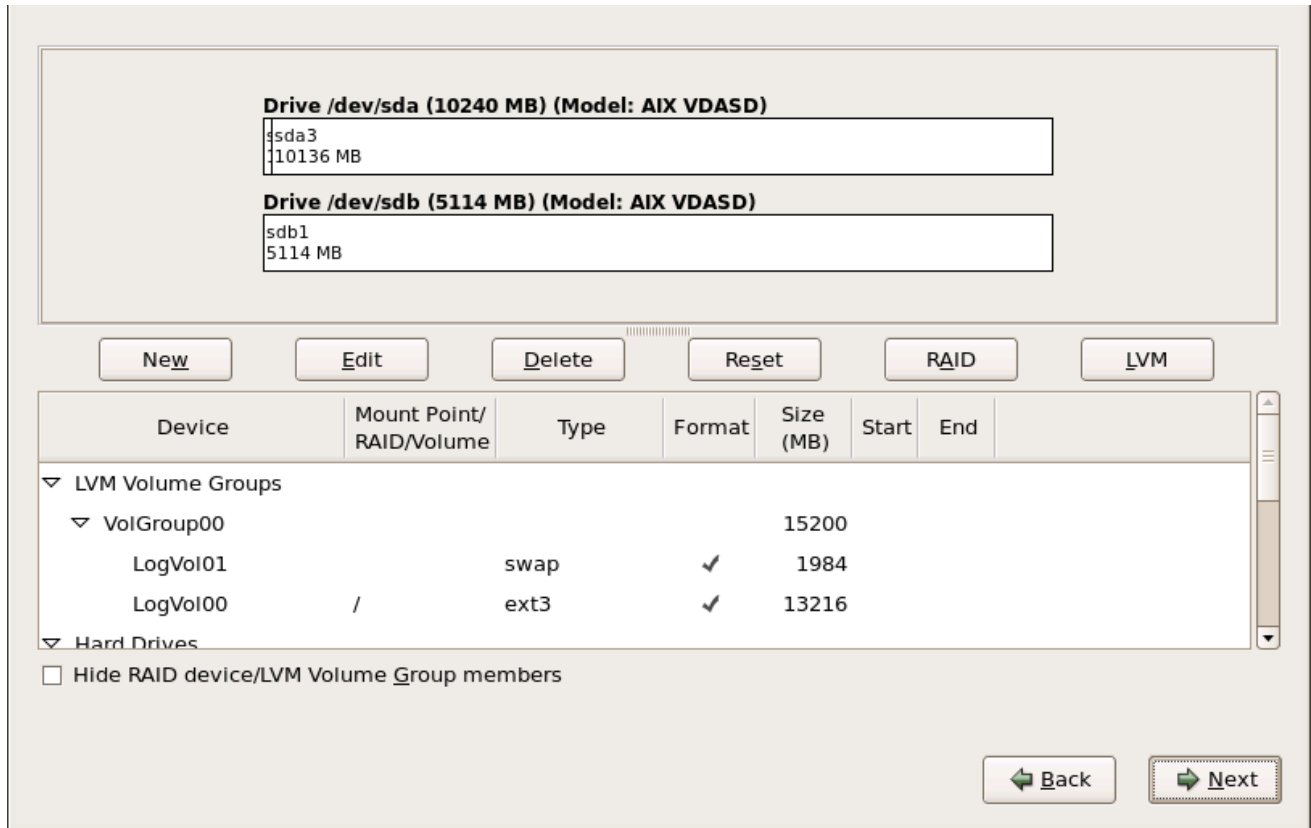 Drive /dev/sda (10240 MB) (Model: AIX VDASD)
sda3
10136 MB
Drive /dev/sdb (5114 MB) (Model: AIX VDASD)
sdb1
5114 MB
New Edit Delete Reset RAID LVM
Device Mount Point/ RAID/Volume Type Format Size (MB) Start End
LVM Volume Groups
VolGroup00 15200
LogVol01 swap 1984
LogVol00 / ext3 13216
Hard Drives
Hide RAID device/LVM Volume Group members
Back Next